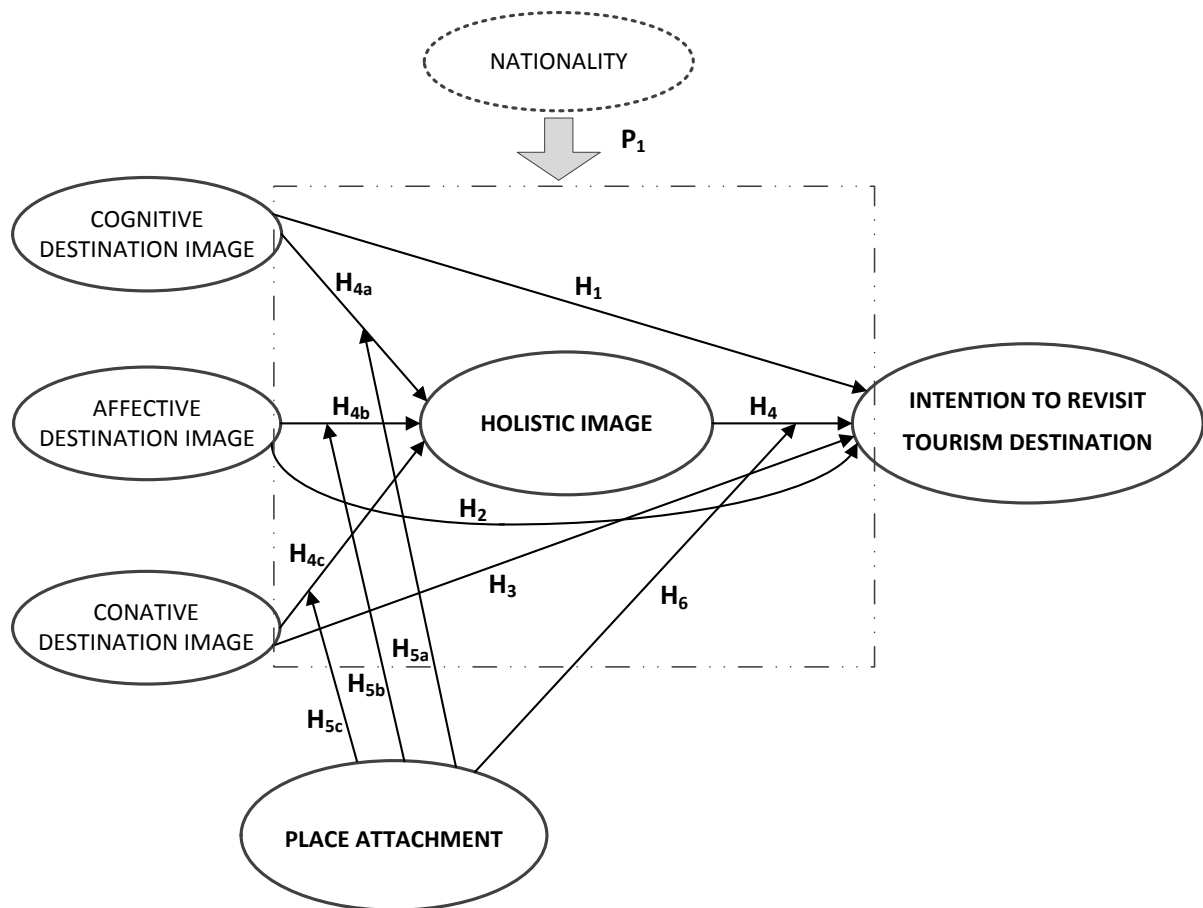 NATIONALITY
P1
COGNITIVE
DESTINATION IMAGE
H4a
H1
AFFECTIVE
DESTINATION IMAGE
H4b
HOLISTIC IMAGE
H4
INTENTION TO REVISIT
TOURISM DESTINATION
H2
H4c
H3
H6
CONATIVE
DESTINATION IMAGE
H5a
H5b
H5c
PLACE ATTACHMENT